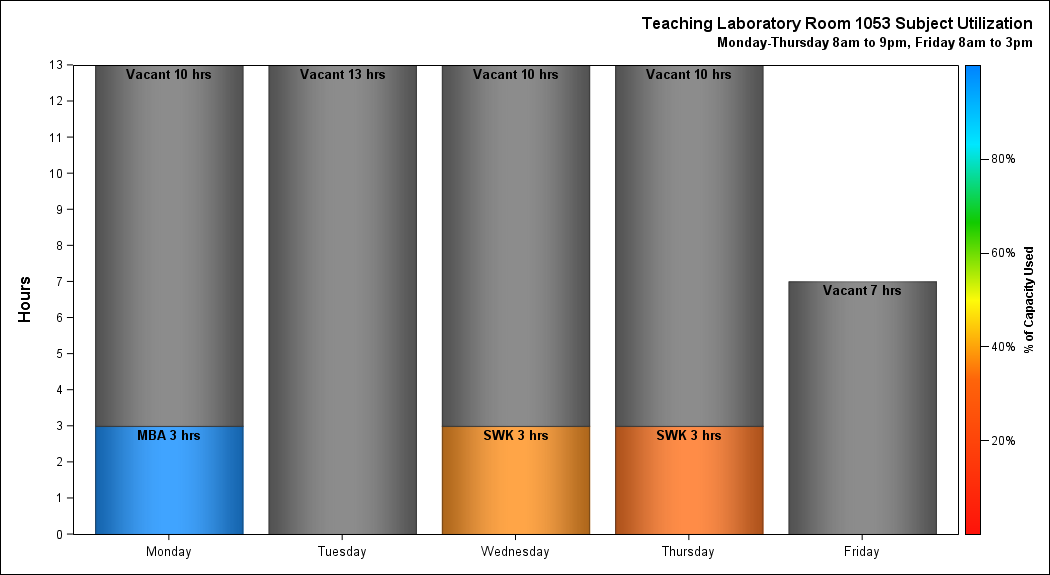 Teaching Laboratory Room 1053 Subject Utilization
Monday-Thursday 8am to 9pm, Friday 8am to 3pm
Hours
13
12
11
10
9
8
7
6
5
4
3
2
1
0
Vacant 10 hrs
MBA 3 hrs
Vacant 13 hrs
Vacant 10 hrs
SWK 3 hrs
Vacant 10 hrs
SWK 3 hrs
Vacant 7 hrs
Monday
Tuesday
Wednesday
Thursday
Friday
80%
60%
40%
20%
% of Capacity Used